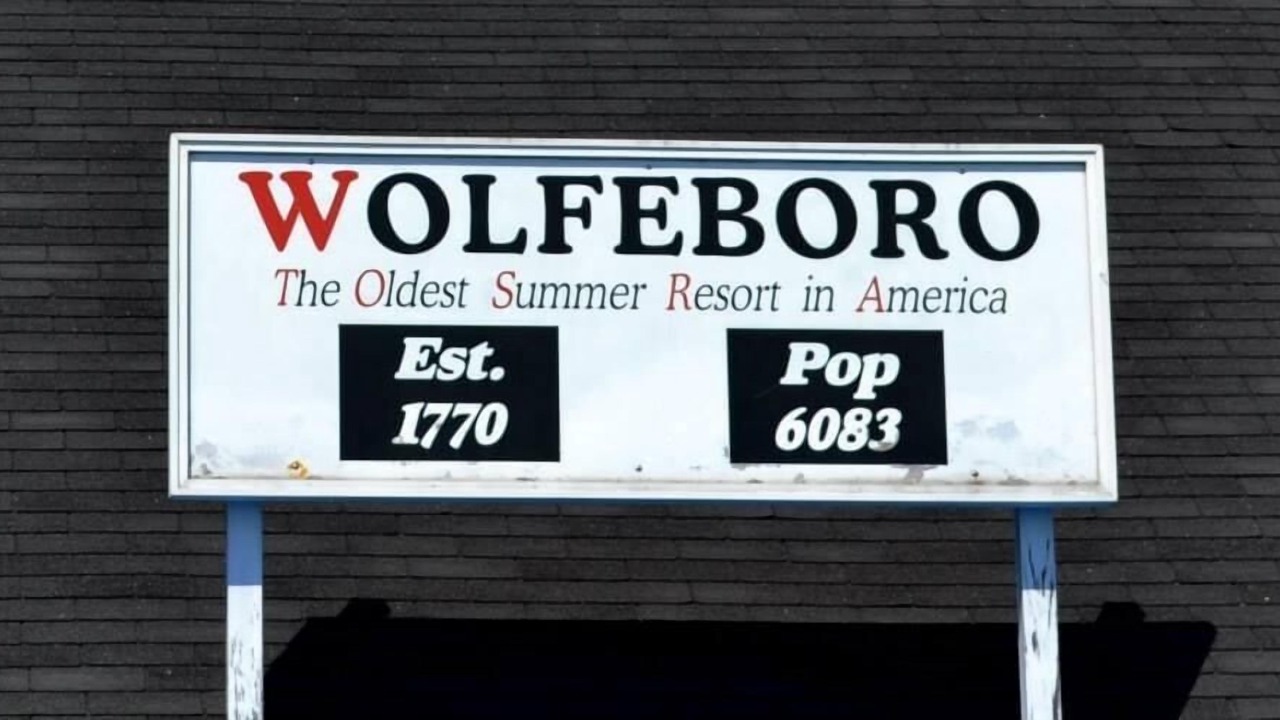 WOLFEBORO
The Oldest Summer Resort in America
Est.
1770
Pop
6083